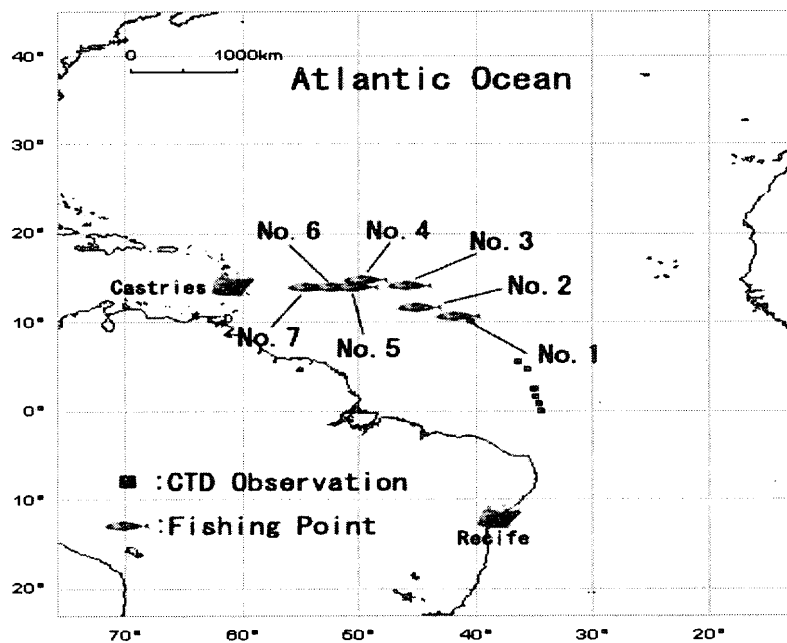 0 1000km
Atlantic Ocean
40°
30°
20°
10°
0°
10°
20°
No. 6
No. 4
No. 3
No. 2
Castries
No. 7
No. 5
No. 1
:CTD Observation
:Fishing Point
Recife
70° 60° 50° 40° 30° 20°